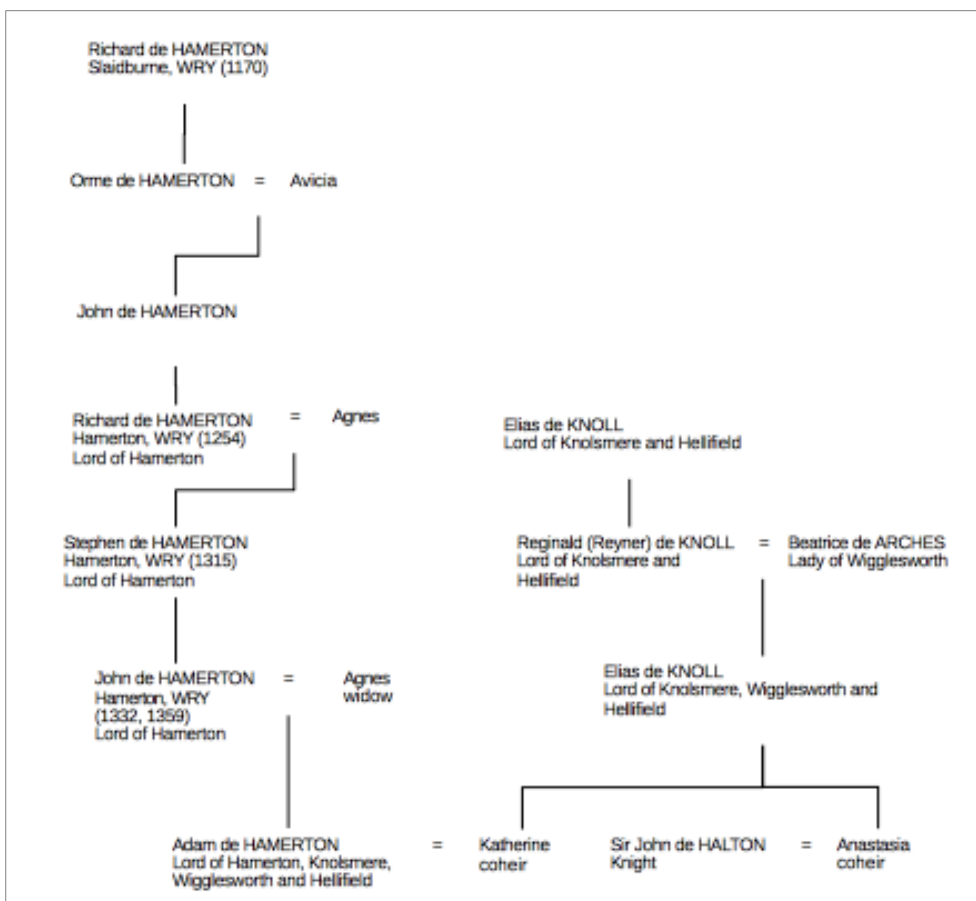 Richard de HAMERTON
Slaidburne, WRY (1170)
Orme de HAMERTON = Avicia
John de HAMERTON
Richard de HAMERTON = Agnes
Hamerton, WRY (1254)
Lord of Hamerton
Elias de KNOLL
Lord of Knolsmere and Hellifield
Stephen de HAMERTON
Hamerton, WRY (1315)
Lord of Hamerton
Reginald (Reyner) de KNOLL = Beatrice de ARCHES
Lord of Knolsmere and Lady of Wigglesworth
Hellifield
John de HAMERTON = Agnes
Hamerton, WRY widow
(1332, 1359)
Lord of Hamerton
Elias de KNOLL
Lord of Knolsmere, Wigglesworth and
Hellifield
Adam de HAMERTON = Katherine
Lord of Hamerton, Knolsmere, coheir
Wigglesworth and Hellifield
Sir John de HALTON = Anastasia
Knight coheir